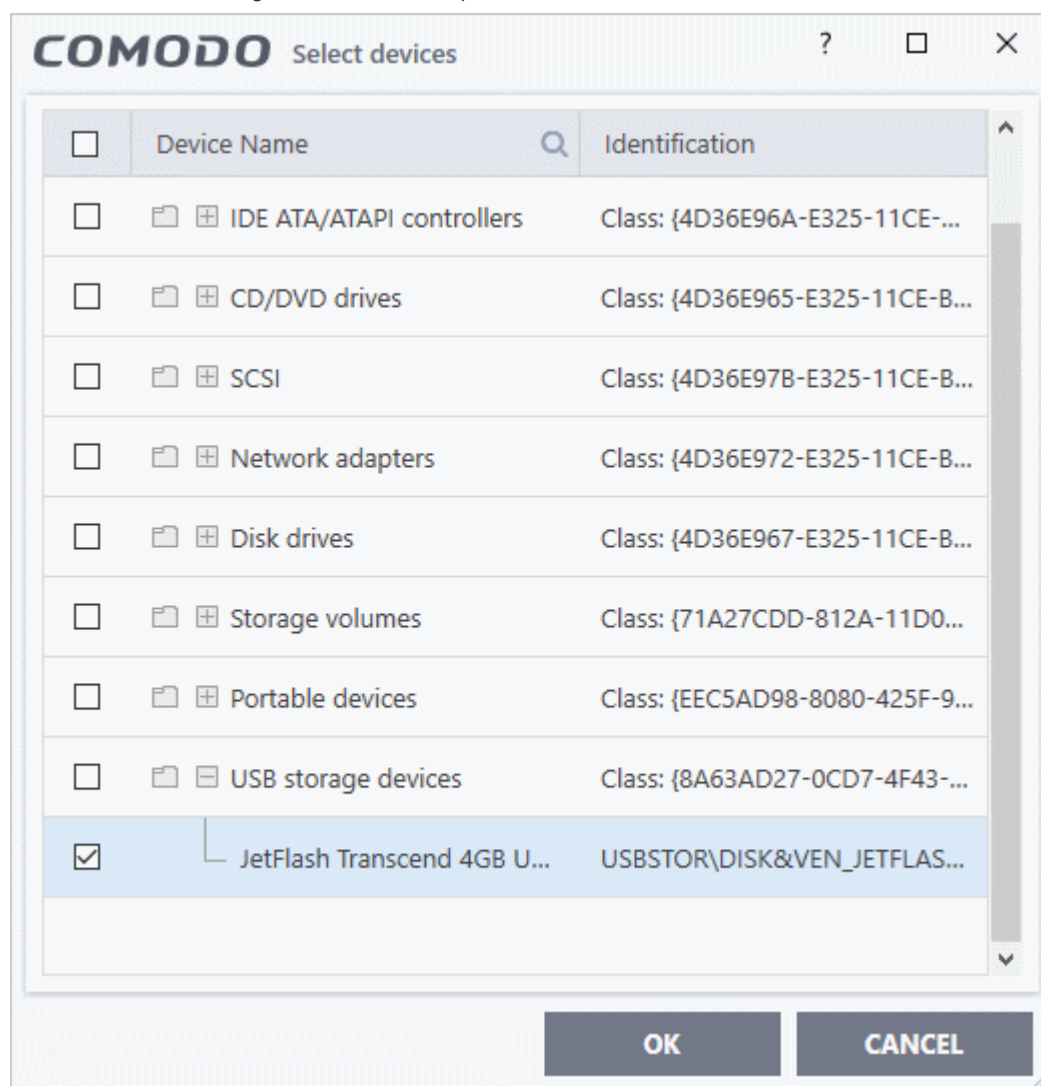 COMODO Select devices ?
Device Name Identification
IDE ATA/ATAPI controllers Class: {4D36E96A-E325-11CE-...
CD/DVD drives Class: {4D36E965-E325-11CE-B...
SCSI Class: {4D36E97B-E325-11CE-B...
Network adapters Class: {4D36E972-E325-11CE-B...
Disk drives Class: {4D36E967-E325-11CE-B...
Storage volumes Class: {71A27CDD-812A-11D0...
Portable devices Class: {EEC5AD98-8080-425F-9...
USB storage devices Class: {8A63AD27-0CD7-4F43-...
JetFlash Transcend 4GB U... USBSTOR\DISK&VEN_JETFLAS...
OK CANCEL